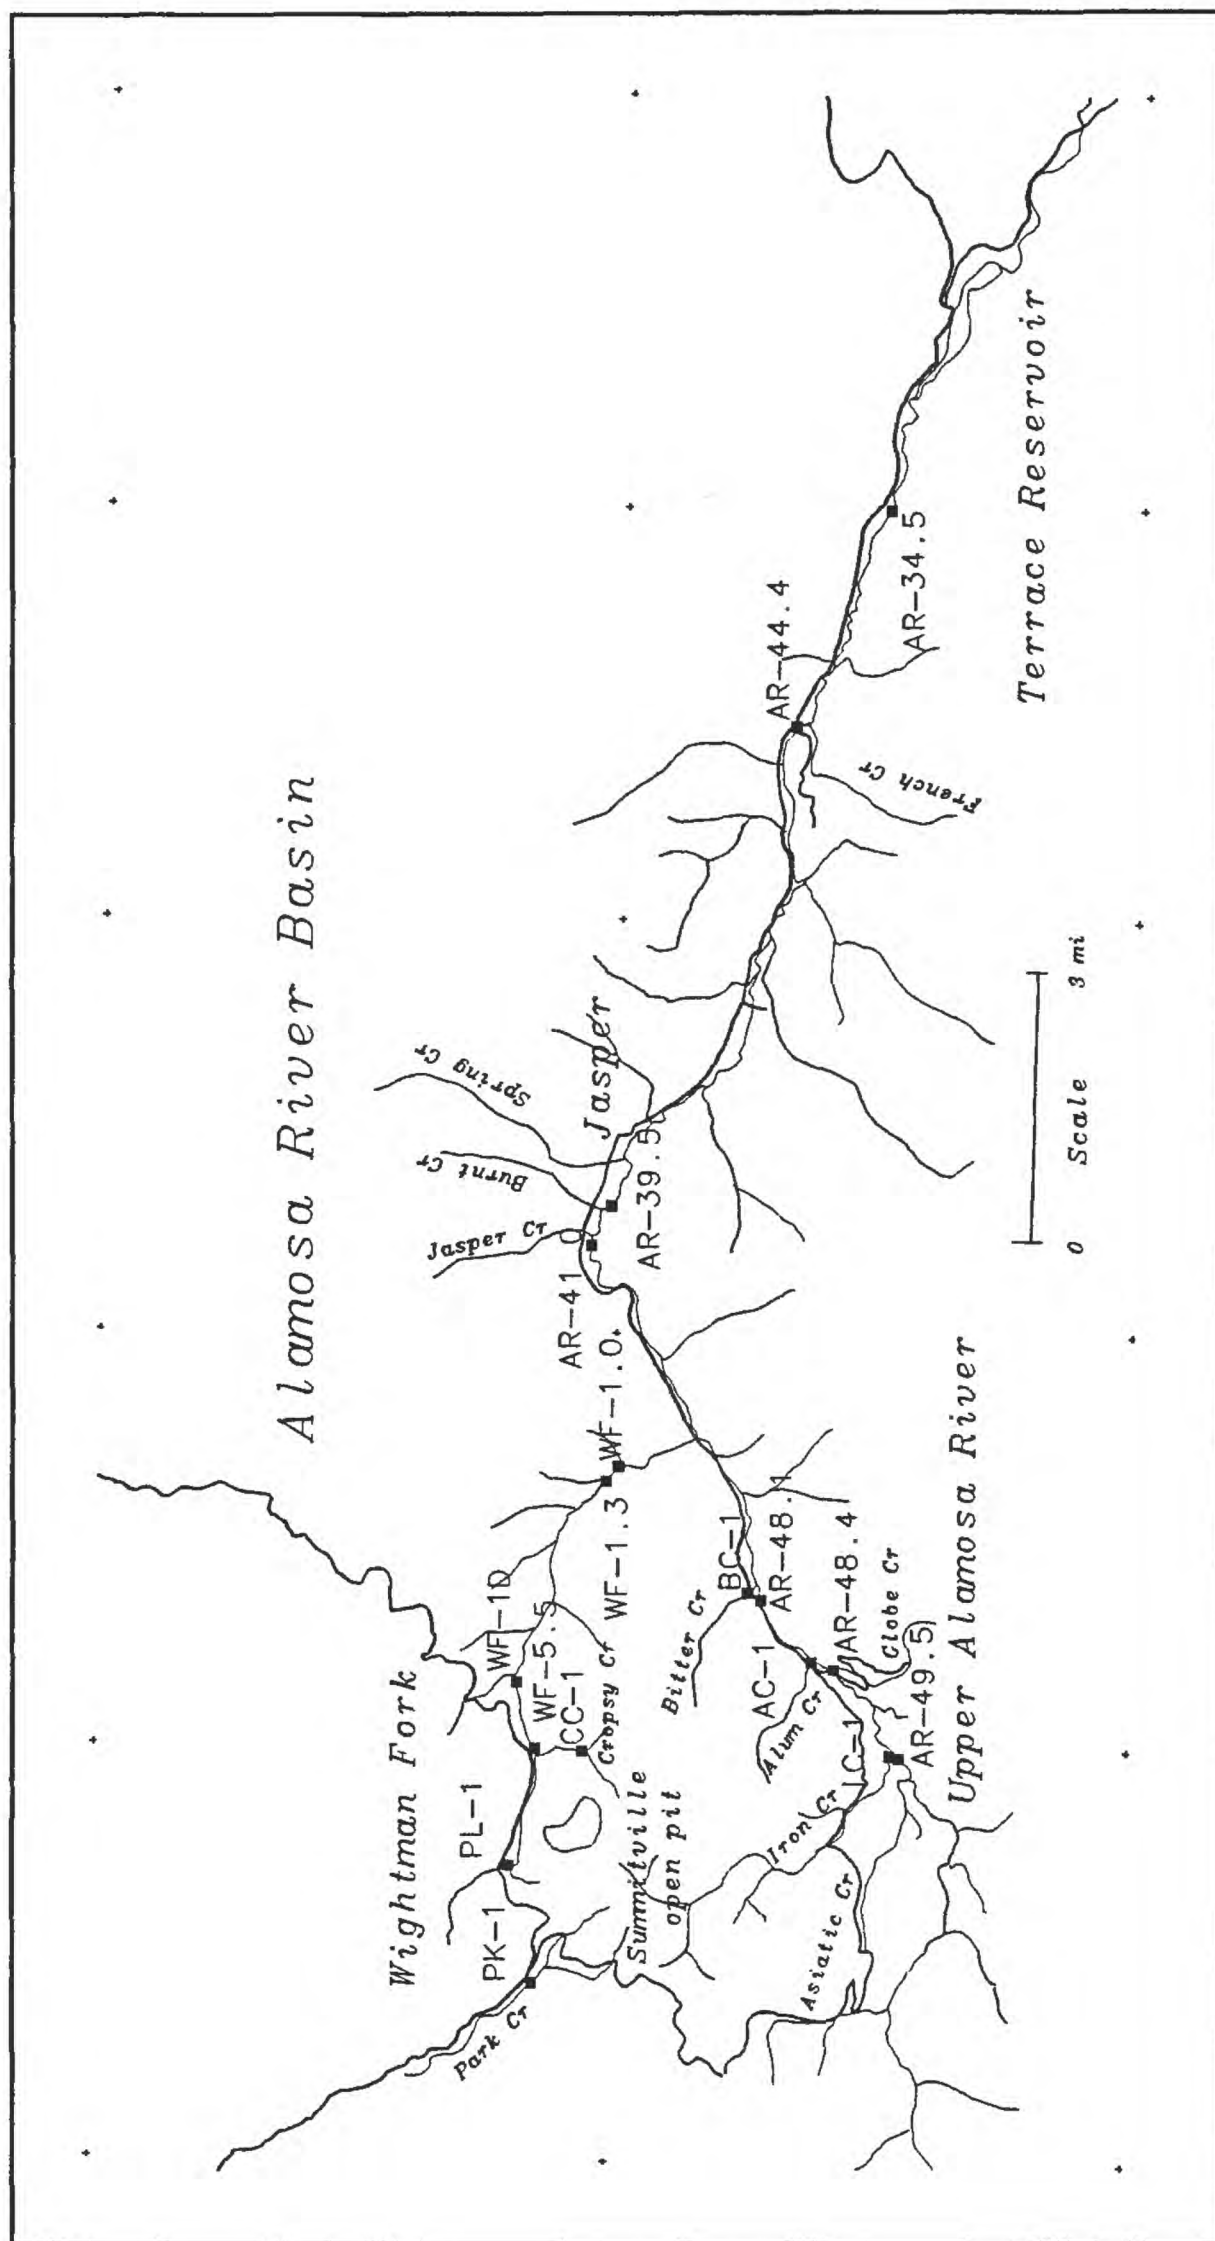 Alamosa River Basin
Wightman Fork
Park Cr
PK-1
PL-1
WF-1D
WF-5.5
CC-1
Cropsy Cr
Summitville
open pit
WF-1.3
WF-1.0
AR-41.0
Jasper Cr
Burnt Cr
Spring Cr
Jasper
AR-39.5
Bitter Cr
BC-1
AR-48.1
AC-1
Alum Cr
AR-48.4
Globe Cr
Iron Cr
IC-1
AR-49.5
Asiatic Cr
Upper Alamosa River
AR-44.4
French Cr
AR-34.5
Terrace Reservoir
0 Scale 3 mi